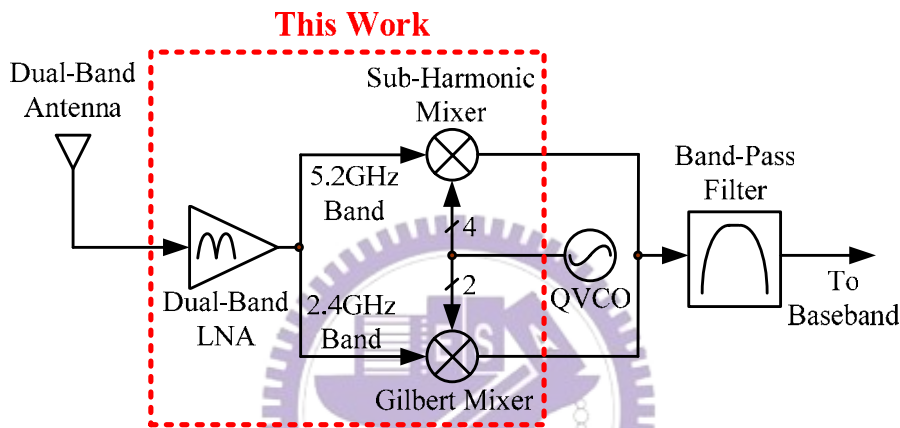 This Work
Dual-Band
Antenna
Sub-Harmonic
Mixer
5.2GHz
Band
Band-Pass
Filter
4
2
QVCO
Dual-Band
LNA
2.4GHz
Band
To
Baseband
Gilbert Mixer